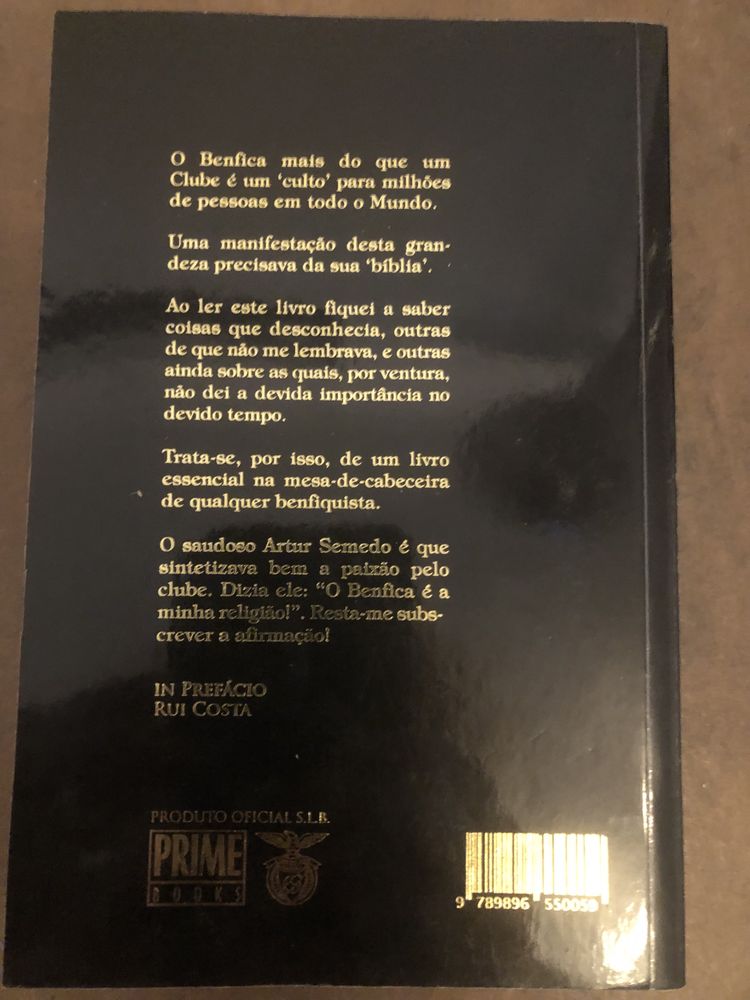 O Benfica mais do que um
Clube é um ‘culto’ para milhões
de pessoas em todo o Mundo.
Uma manifestação desta gran-
deza precisava da sua ‘bíblia’.
Ao ler este livro fiquei a saber
coisas que desconhecia, outras
de que não me lembrava, e outras
ainda sobre as quais, por ventura,
não dei a devida importância no
devido tempo.
Trata-se, por isso, de um livro
essencial na mesa-de-cabeceira
de qualquer benfiquista.
O saudoso Artur Semedo é que
sintetizava bem a paixão pelo
clube. Dizia ele: “O Benfica é a
minha religião!”. Resta-me subs-
crever a afirmação!
IN PREFÁCIO
RUI COSTA
PRODUTO OFICIAL S.L.B.
PRIME
BOOKS
9 789896 550059